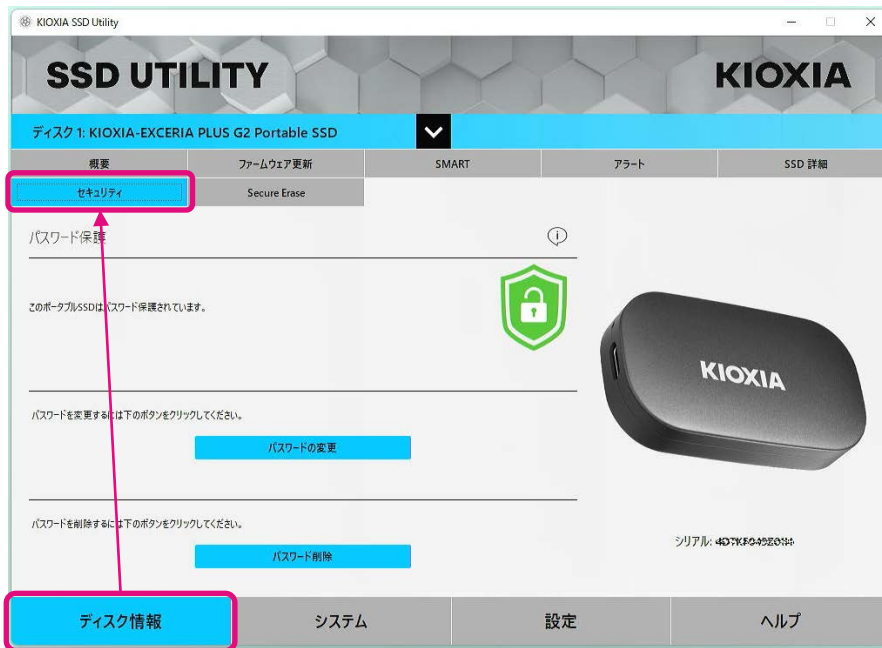 KIOXIA SSD Utility
SSD UTILITY
KIOXIA
ディスク 1: KIOXIA-EXCERIA PLUS G2 Portable SSD
概要
ファームウェア更新
SMART
アラート
SSD 詳細
セキュリティ
Secure Erase
パスワード保護
このポータブルSSDはパスワード保護されています。
KIOXIA
パスワードを変更するには下のボタンをクリックしてください。
パスワードの変更
パスワードを削除するには下のボタンをクリックしてください。
パスワード削除
シリアル:
ディスク情報
システム
設定
ヘルプ